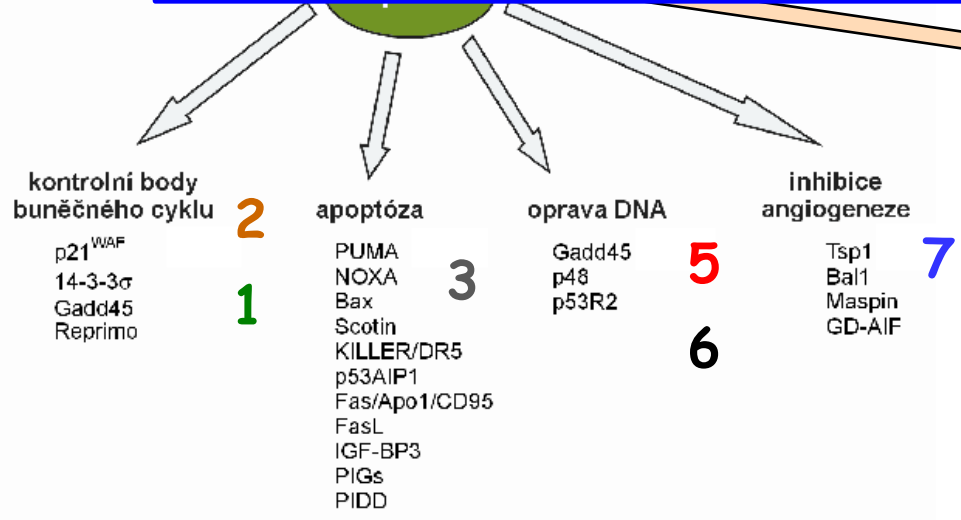 kontrolní body
buněčného cyklu
2
p21WAF
14-3-3σ
Gadd45
Reprimo
1
apoptóza
PUMA
NOXA
Bax
Scotin
KILLER/DR5
p53AIP1
Fas/Apo1/CD95
FasL
IGF-BP3
PIGs
PIDD
3
oprava DNA
Gadd45
p48
p53R2
5
6
inhibice
angiogeneze
Tsp1
Bal1
Maspin
GD-AIF
7